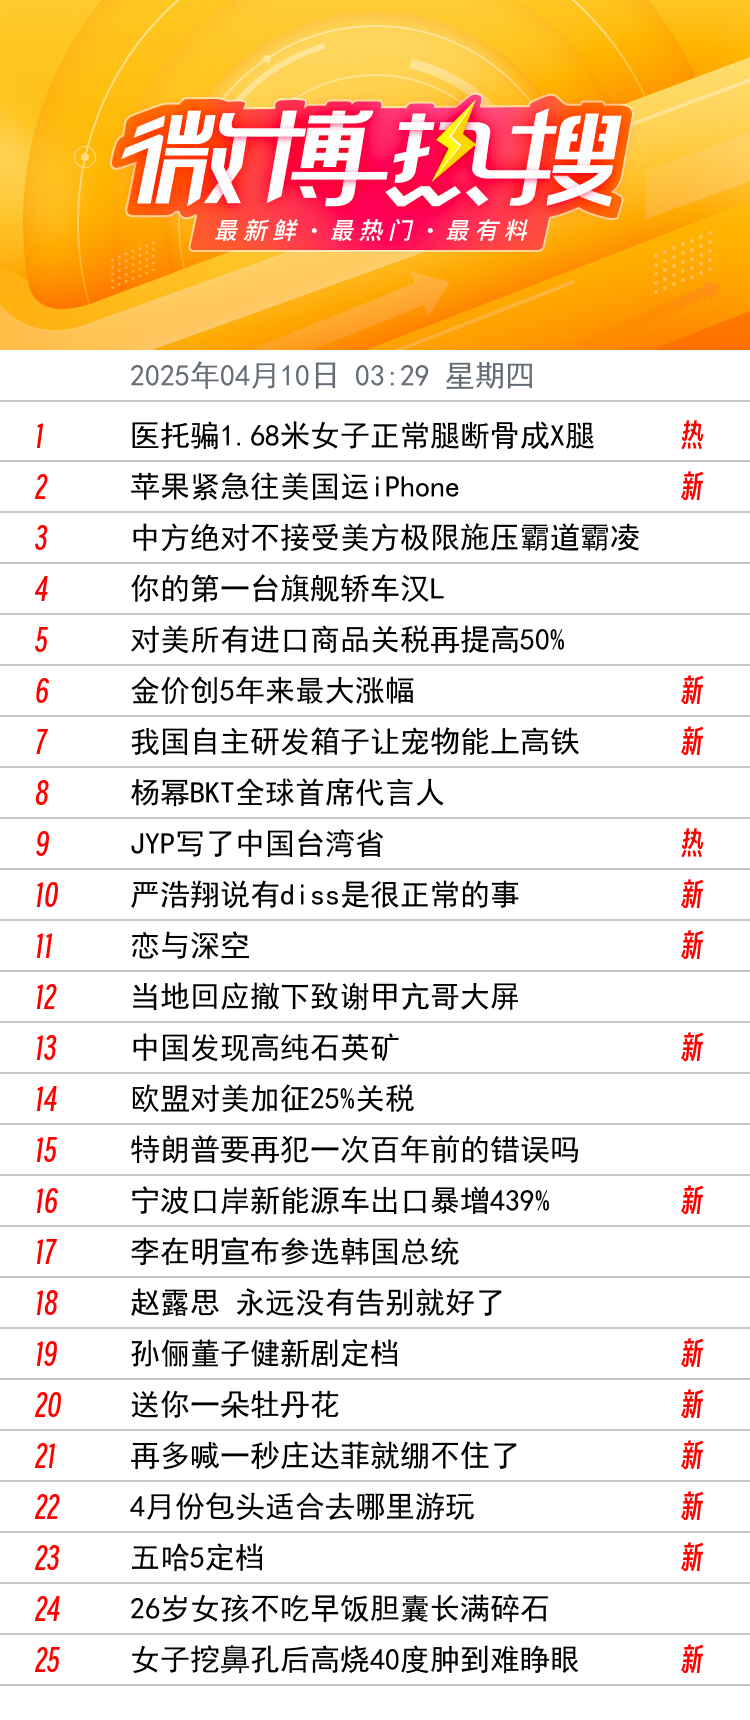 微博热搜
最新鲜·最热门·最有料
2025年04月10日 03:29 星期四
1 医托骗1.68米女子正常腿断骨成X腿 热
2 苹果紧急往美国运iPhone 新
3 中方绝对不接受美方极限施压霸道霸凌
4 你的第一台旗舰轿车汉L
5 对美所有进口商品关税再提高50%
6 金价创5年来最大涨幅 新
7 我国自主研发箱子让宠物能上高铁 新
8 杨幂BKT全球首席代言人
9 JYP写了中国台湾省 热
10 严浩翔说有diss是很正常的事 新
11 恋与深空 新
12 当地回应撤下致谢甲亢哥大屏
13 中国发现高纯石英矿 新
14 欧盟对美加征25%关税
15 特朗普要再犯一次百年前的错误吗
16 宁波口岸新能源车出口暴增439% 新
17 李在明宣布参选韩国总统
18 赵露思 永远没有告别就好了
19 孙俪董子健新剧定档 新
20 送你一朵牡丹花 新
21 再多喊一秒庄达菲就绷不住了 新
22 4月份包头适合去哪里游玩 新
23 五哈5定档 新
24 26岁女孩不吃早饭胆囊长满碎石
25 女子挖鼻孔后高烧40度肿到难睁眼 新